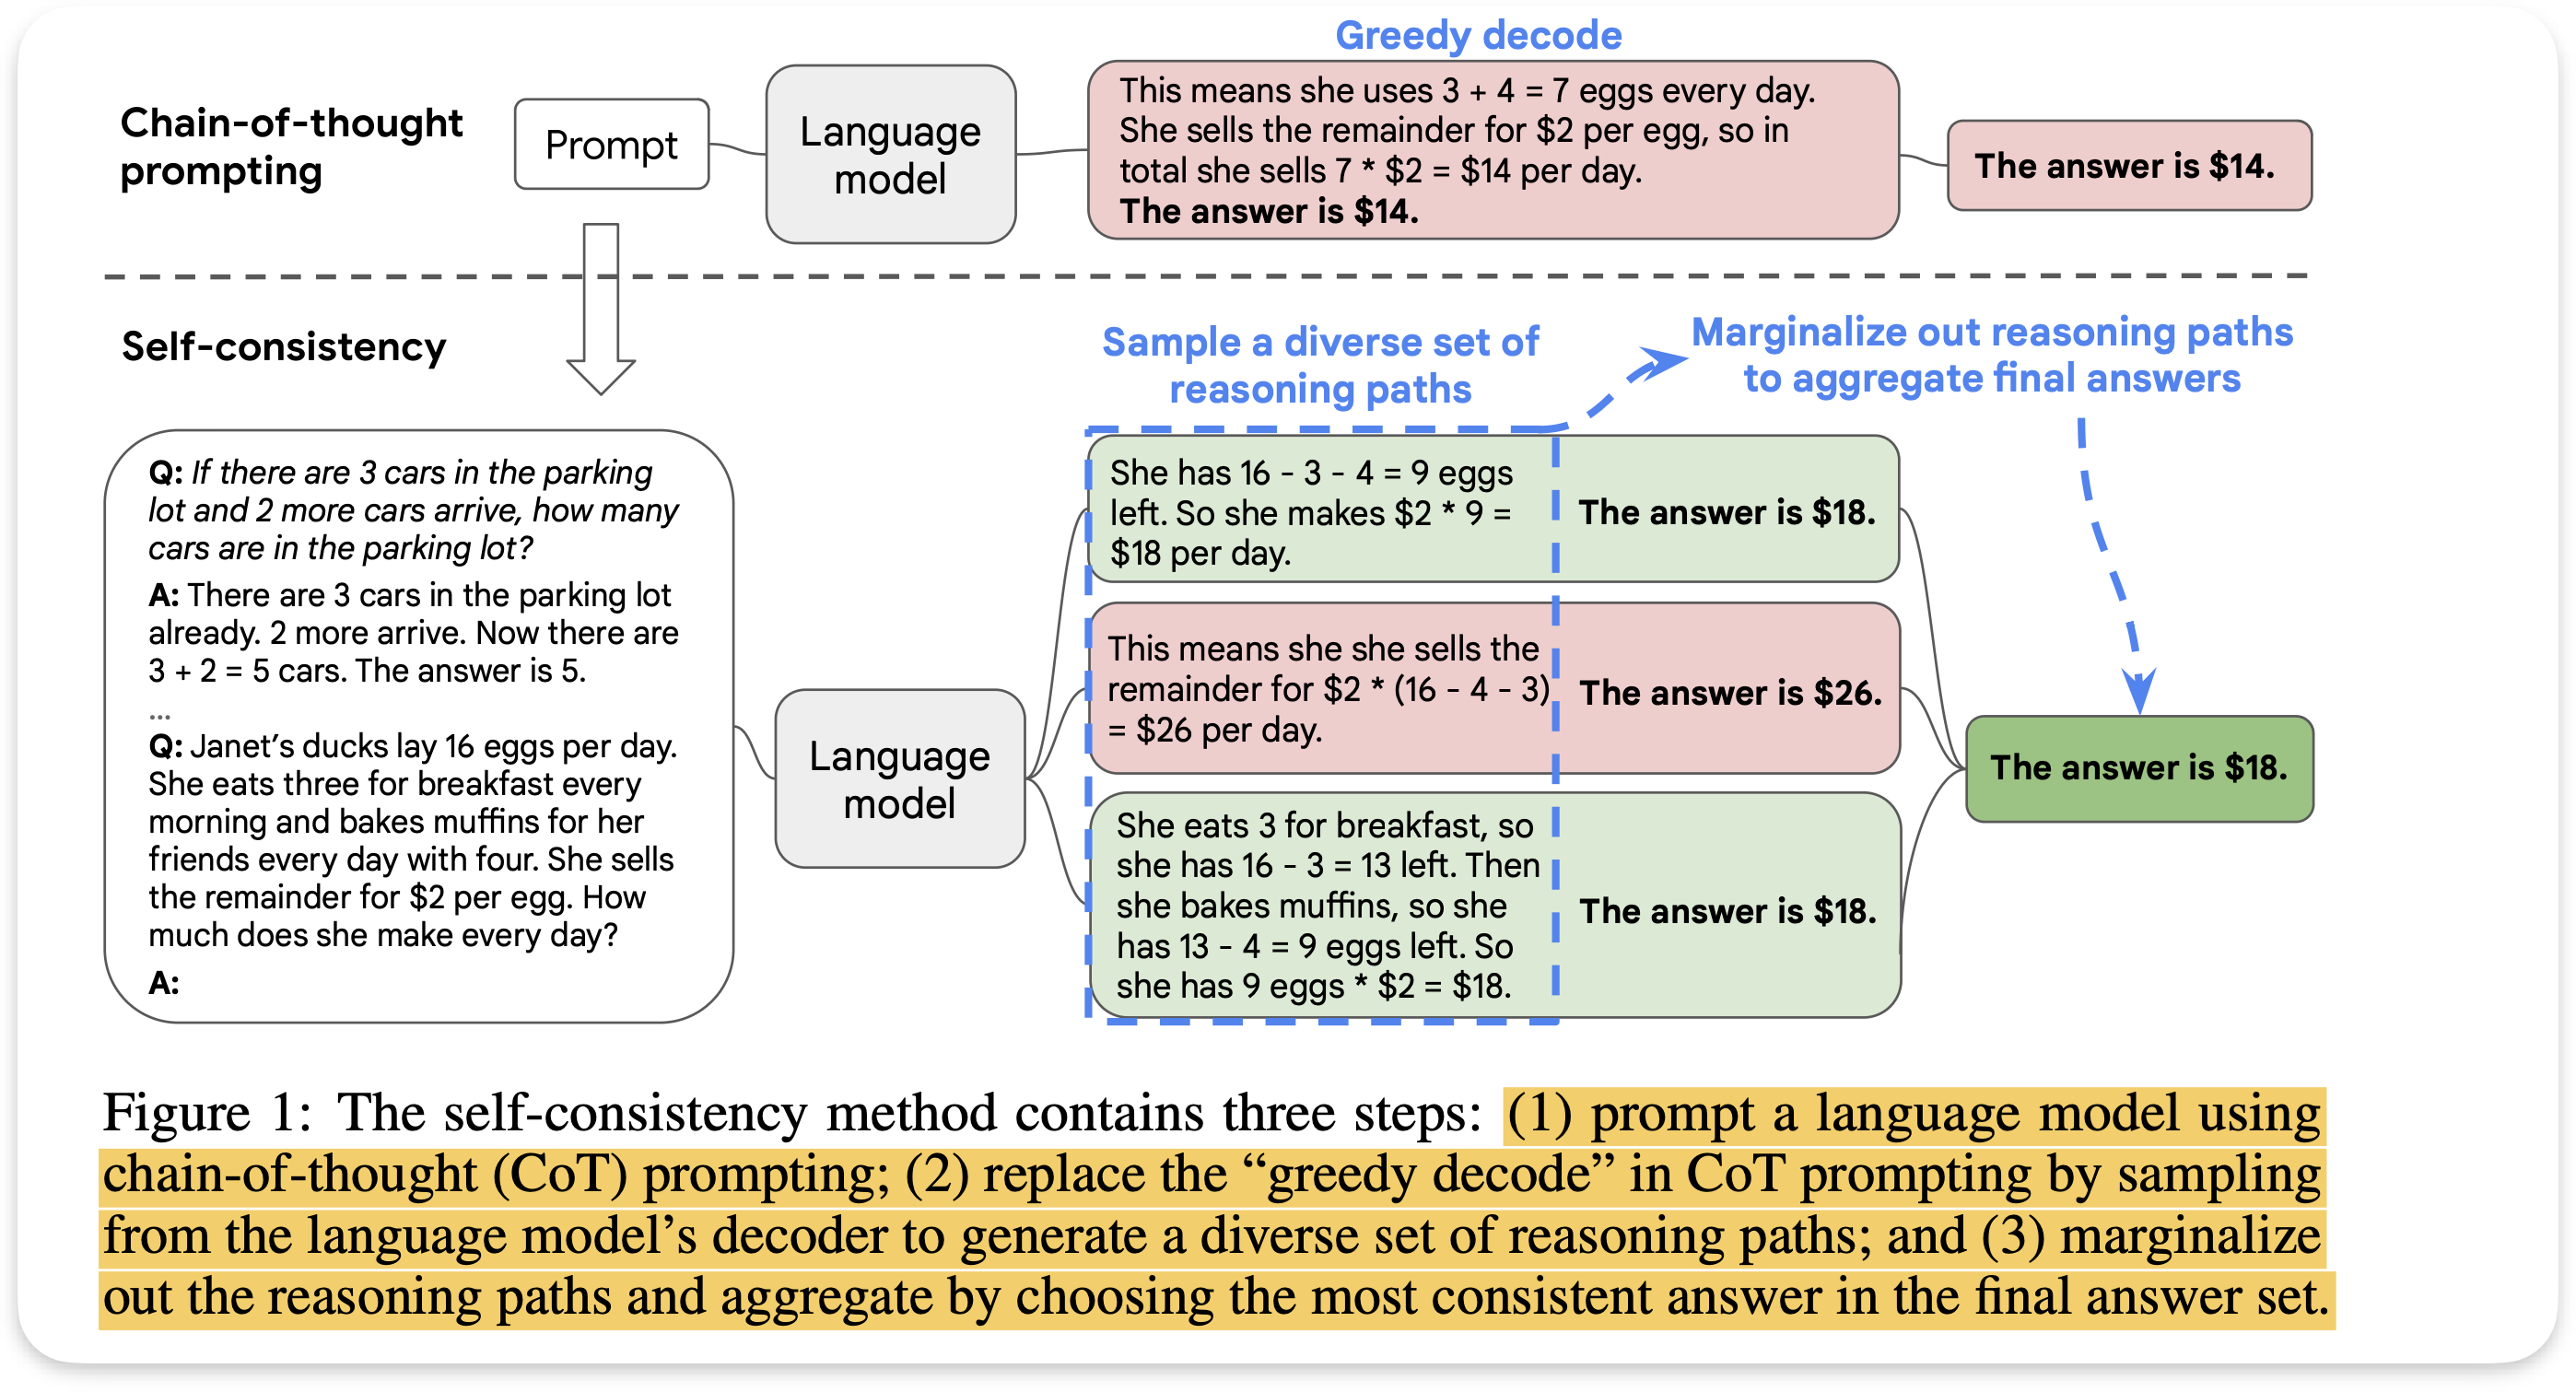 Greedy decode
Chain-of-thought
prompting
Prompt
Language
model
This means she uses 3 + 4 = 7 eggs every day.
She sells the remainder for $2 per egg, so in
total she sells 7 * $2 = $14 per day.
The answer is $14.
The answer is $14.
Self-consistency
Sample a diverse set of
reasoning paths
Marginalize out reasoning paths
to aggregate final answers
Q: If there are 3 cars in the parking
lot and 2 more cars arrive, how many
cars are in the parking lot?
A: There are 3 cars in the parking lot
already. 2 more arrive. Now there are
3 + 2 = 5 cars. The answer is 5.
...
Q: Janet’s ducks lay 16 eggs per day.
She eats three for breakfast every
morning and bakes muffins for her
friends every day with four. She sells
the remainder for $2 per egg. How
much does she make every day?
A:
Language
model
She has 16 - 3 - 4 = 9 eggs
left. So she makes $2 * 9 =
$18 per day.
The answer is $18.
This means she she sells the
remainder for $2 * (16 - 4 - 3)
= $26 per day.
The answer is $26.
She eats 3 for breakfast, so
she has 16 - 3 = 13 left. Then
she bakes muffins, so she
has 13 - 4 = 9 eggs left. So
she has 9 eggs * $2 = $18.
The answer is $18.
The answer is $18.
Figure 1: The self-consistency method contains three steps: (1) prompt a language model using
chain-of-thought (CoT) prompting; (2) replace the “greedy decode” in CoT prompting by sampling
from the language model’s decoder to generate a diverse set of reasoning paths; and (3) marginalize
out the reasoning paths and aggregate by choosing the most consistent answer in the final answer set.